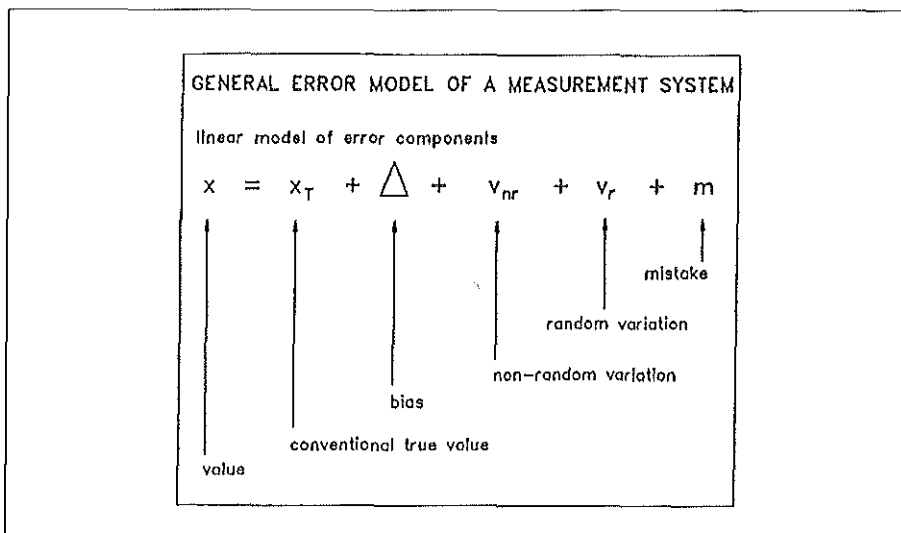 GENERAL ERROR MODEL OF A MEASUREMENT SYSTEM
linear model of error components
x = x_T + Δ + v_nr + v_r + m
mistake
random variation
non-random variation
bias
conventional true value
value